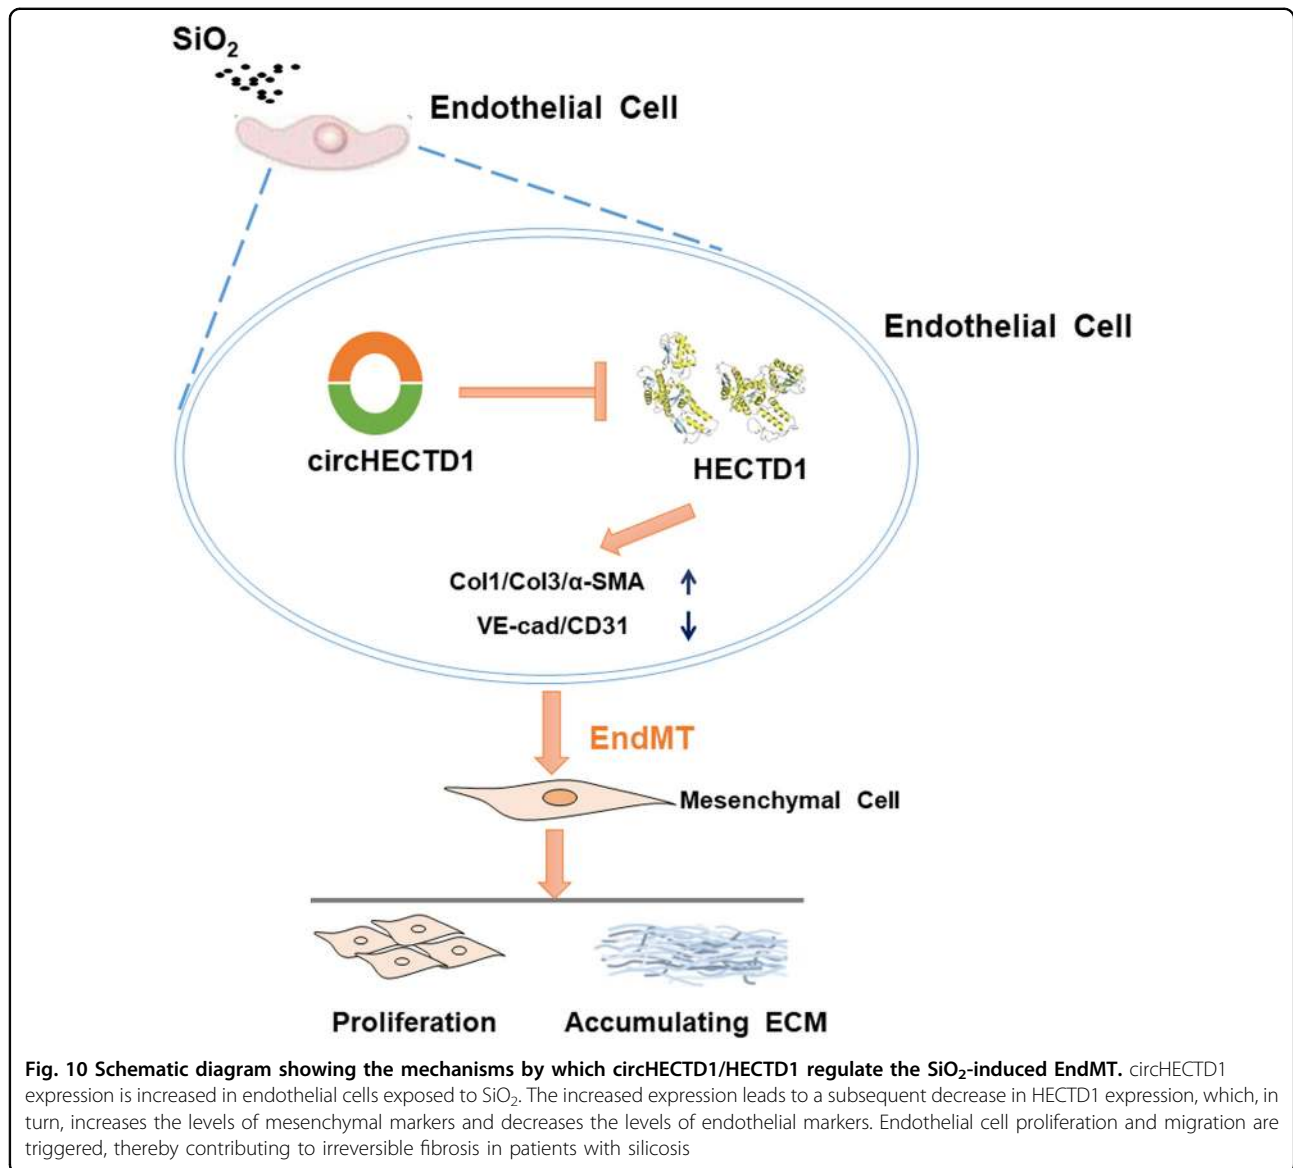 SiO2
Endothelial Cell
Endothelial Cell
circHECTD1
HECTD1
Col1/Col3/α-SMA
VE-cad/CD31
EndMT
Mesenchymal Cell
Proliferation
Accumulating ECM
Fig. 10 Schematic diagram showing the mechanisms by which circHECTD1/HECTD1 regulate the SiO2-induced EndMT. circHECTD1
expression is increased in endothelial cells exposed to SiO2. The increased expression leads to a subsequent decrease in HECTD1 expression, which, in
turn, increases the levels of mesenchymal markers and decreases the levels of endothelial markers. Endothelial cell proliferation and migration are
triggered, thereby contributing to irreversible fibrosis in patients with silicosis